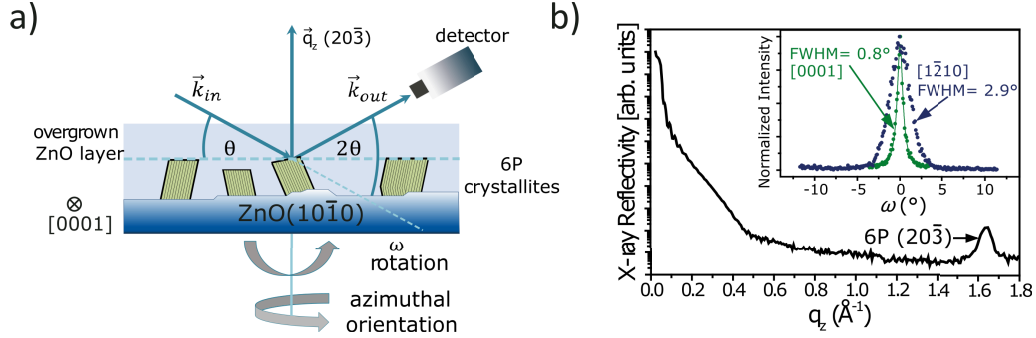 a)
q⃗z (203̄)
detector
k⃗in
k⃗out
overgrown
ZnO layer
θ
2θ
6P
crystallites
⊗
[0001]
ZnO(101̄0)
ω
rotation
azimuthal
orientation
b)
X-ray Reflectivity [arb. units]
Normalized Intensity
FWHM= 0.8°
[0001]
[12̄10]
FWHM= 2.9°
-10 -5 0 5 10
ω(°)
6P (203̄)
0.0 0.2 0.4 0.6 0.8 1.0 1.2 1.4 1.6 1.8
qz (Å-1)